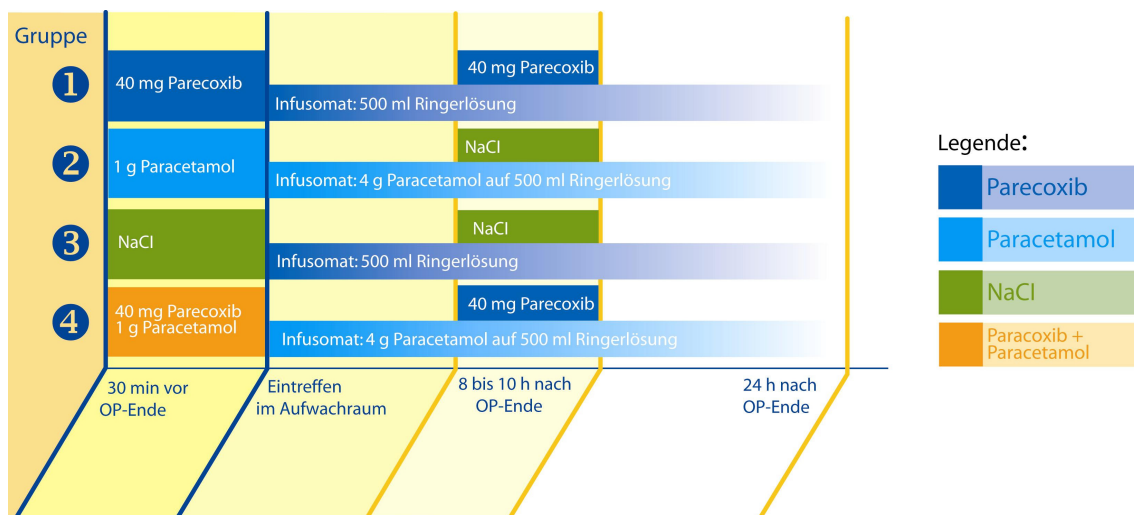 Gruppe
1
40 mg Parecoxib
40 mg Parecoxib
Infusomat: 500 ml Ringerlösung
2
1 g Paracetamol
NaCl
Infusomat: 4 g Paracetamol auf 500 ml Ringerlösung
3
NaCl
NaCl
Infusomat: 500 ml Ringerlösung
4
40 mg Parecoxib
1 g Paracetamol
40 mg Parecoxib
Infusomat: 4 g Paracetamol auf 500 ml Ringerlösung
30 min vor
OP-Ende
Eintreffen
im Aufwachraum
8 bis 10 h nach
OP-Ende
24 h nach
OP-Ende
Legende:
Parecoxib
Paracetamol
NaCl
Paracoxib +
Paracetamol